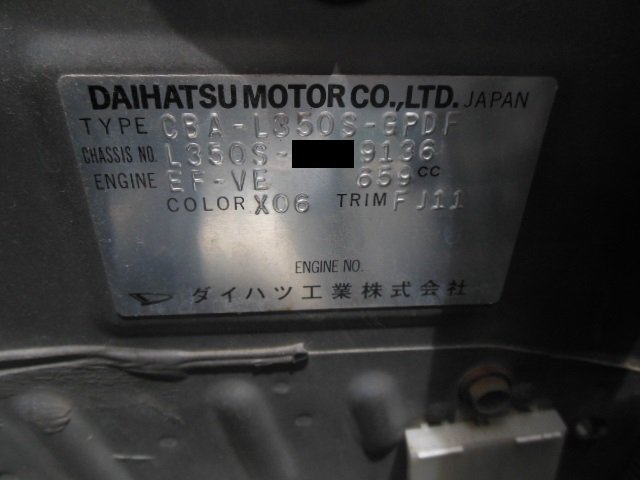 DAIHATSU MOTOR CO.,LTD. JAPAN
TYPE CBA-L350S-GPDF
CHASSIS NO. L350S- 9136
ENGINE EF-VE 659 CC
COLOR X06 TRIM FJ11
ENGINE NO.
ダイハツ工業株式会社